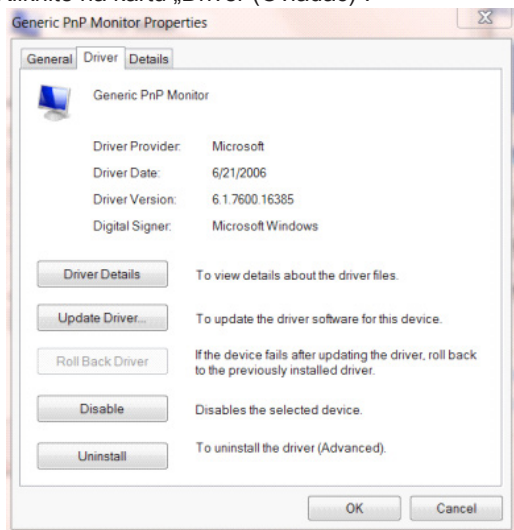 Generic PnP Monitor Properties
General Driver Details
Generic PnP Monitor
Driver Provider: Microsoft
Driver Date: 6/21/2006
Driver Version: 6.1.7600.16385
Digital Signer: Microsoft Windows
Driver Details To view details about the driver files.
Update Driver... To update the driver software for this device.
Roll Back Driver If the device fails after updating the driver, roll back
to the previously installed driver.
Disable Disables the selected device.
Uninstall To uninstall the driver (Advanced).
OK Cancel